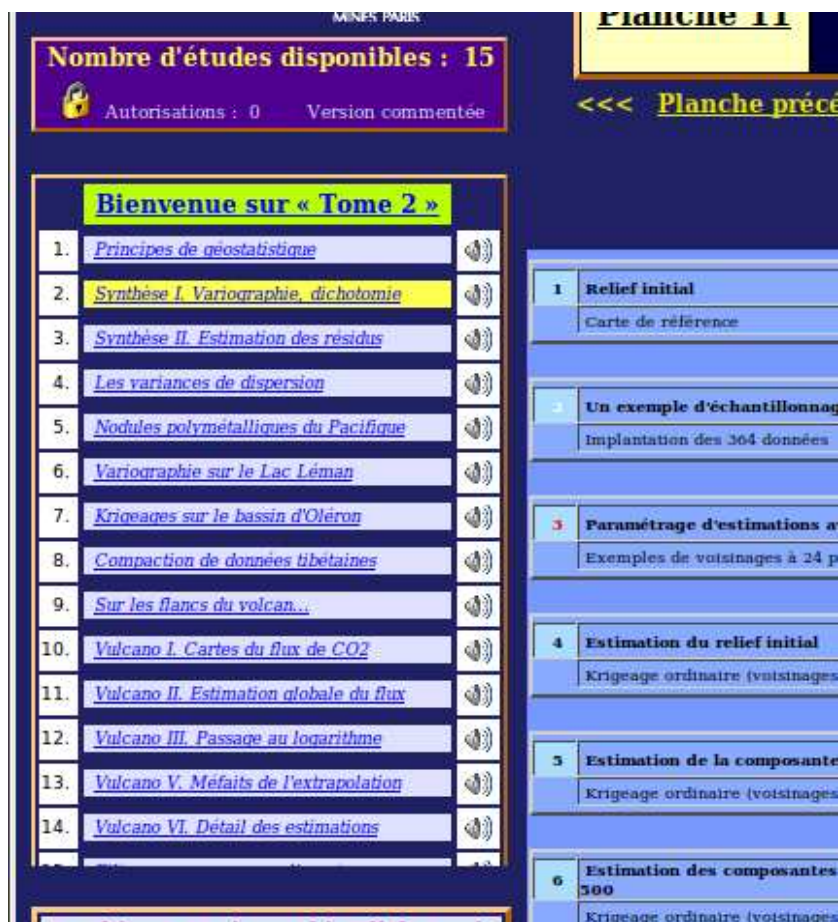 MINES PARIS
Nombre d'études disponibles : 15
Autorisations : 0 Version commentée
Bienvenue sur « Tome 2 »
1. Principes de géostatistique
2. Synthèse I. Variographie, dichotomie
3. Synthèse II. Estimation des résidus
4. Les variances de dispersion
5. Nodules polymétalliques du Pacifique
6. Variographie sur le Lac Léman
7. Krigeages sur le bassin d'Oléron
8. Compaction de données tibétaines
9. Sur les flancs du volcan...
10. Vulcano I. Cartes du flux de CO2
11. Vulcano II. Estimation globale du flux
12. Vulcano III. Passage au logarithme
13. Vulcano V. Méfaits de l'extrapolation
14. Vulcano VI. Détail des estimations
Planche 11
<<< Planche précé
1 Relief initial
Carte de référence
2 Un exemple d'échantillonnag
Implantation des 364 données
3 Paramétrage d'estimations av
Exemples de voisinages à 24 p
4 Estimation du relief initial
Krigeage ordinaire (voisinages
5 Estimation de la composante
Krigeage ordinaire (voisinages
6 Estimation des composantes
500
Krigeage ordinaire (voisinages